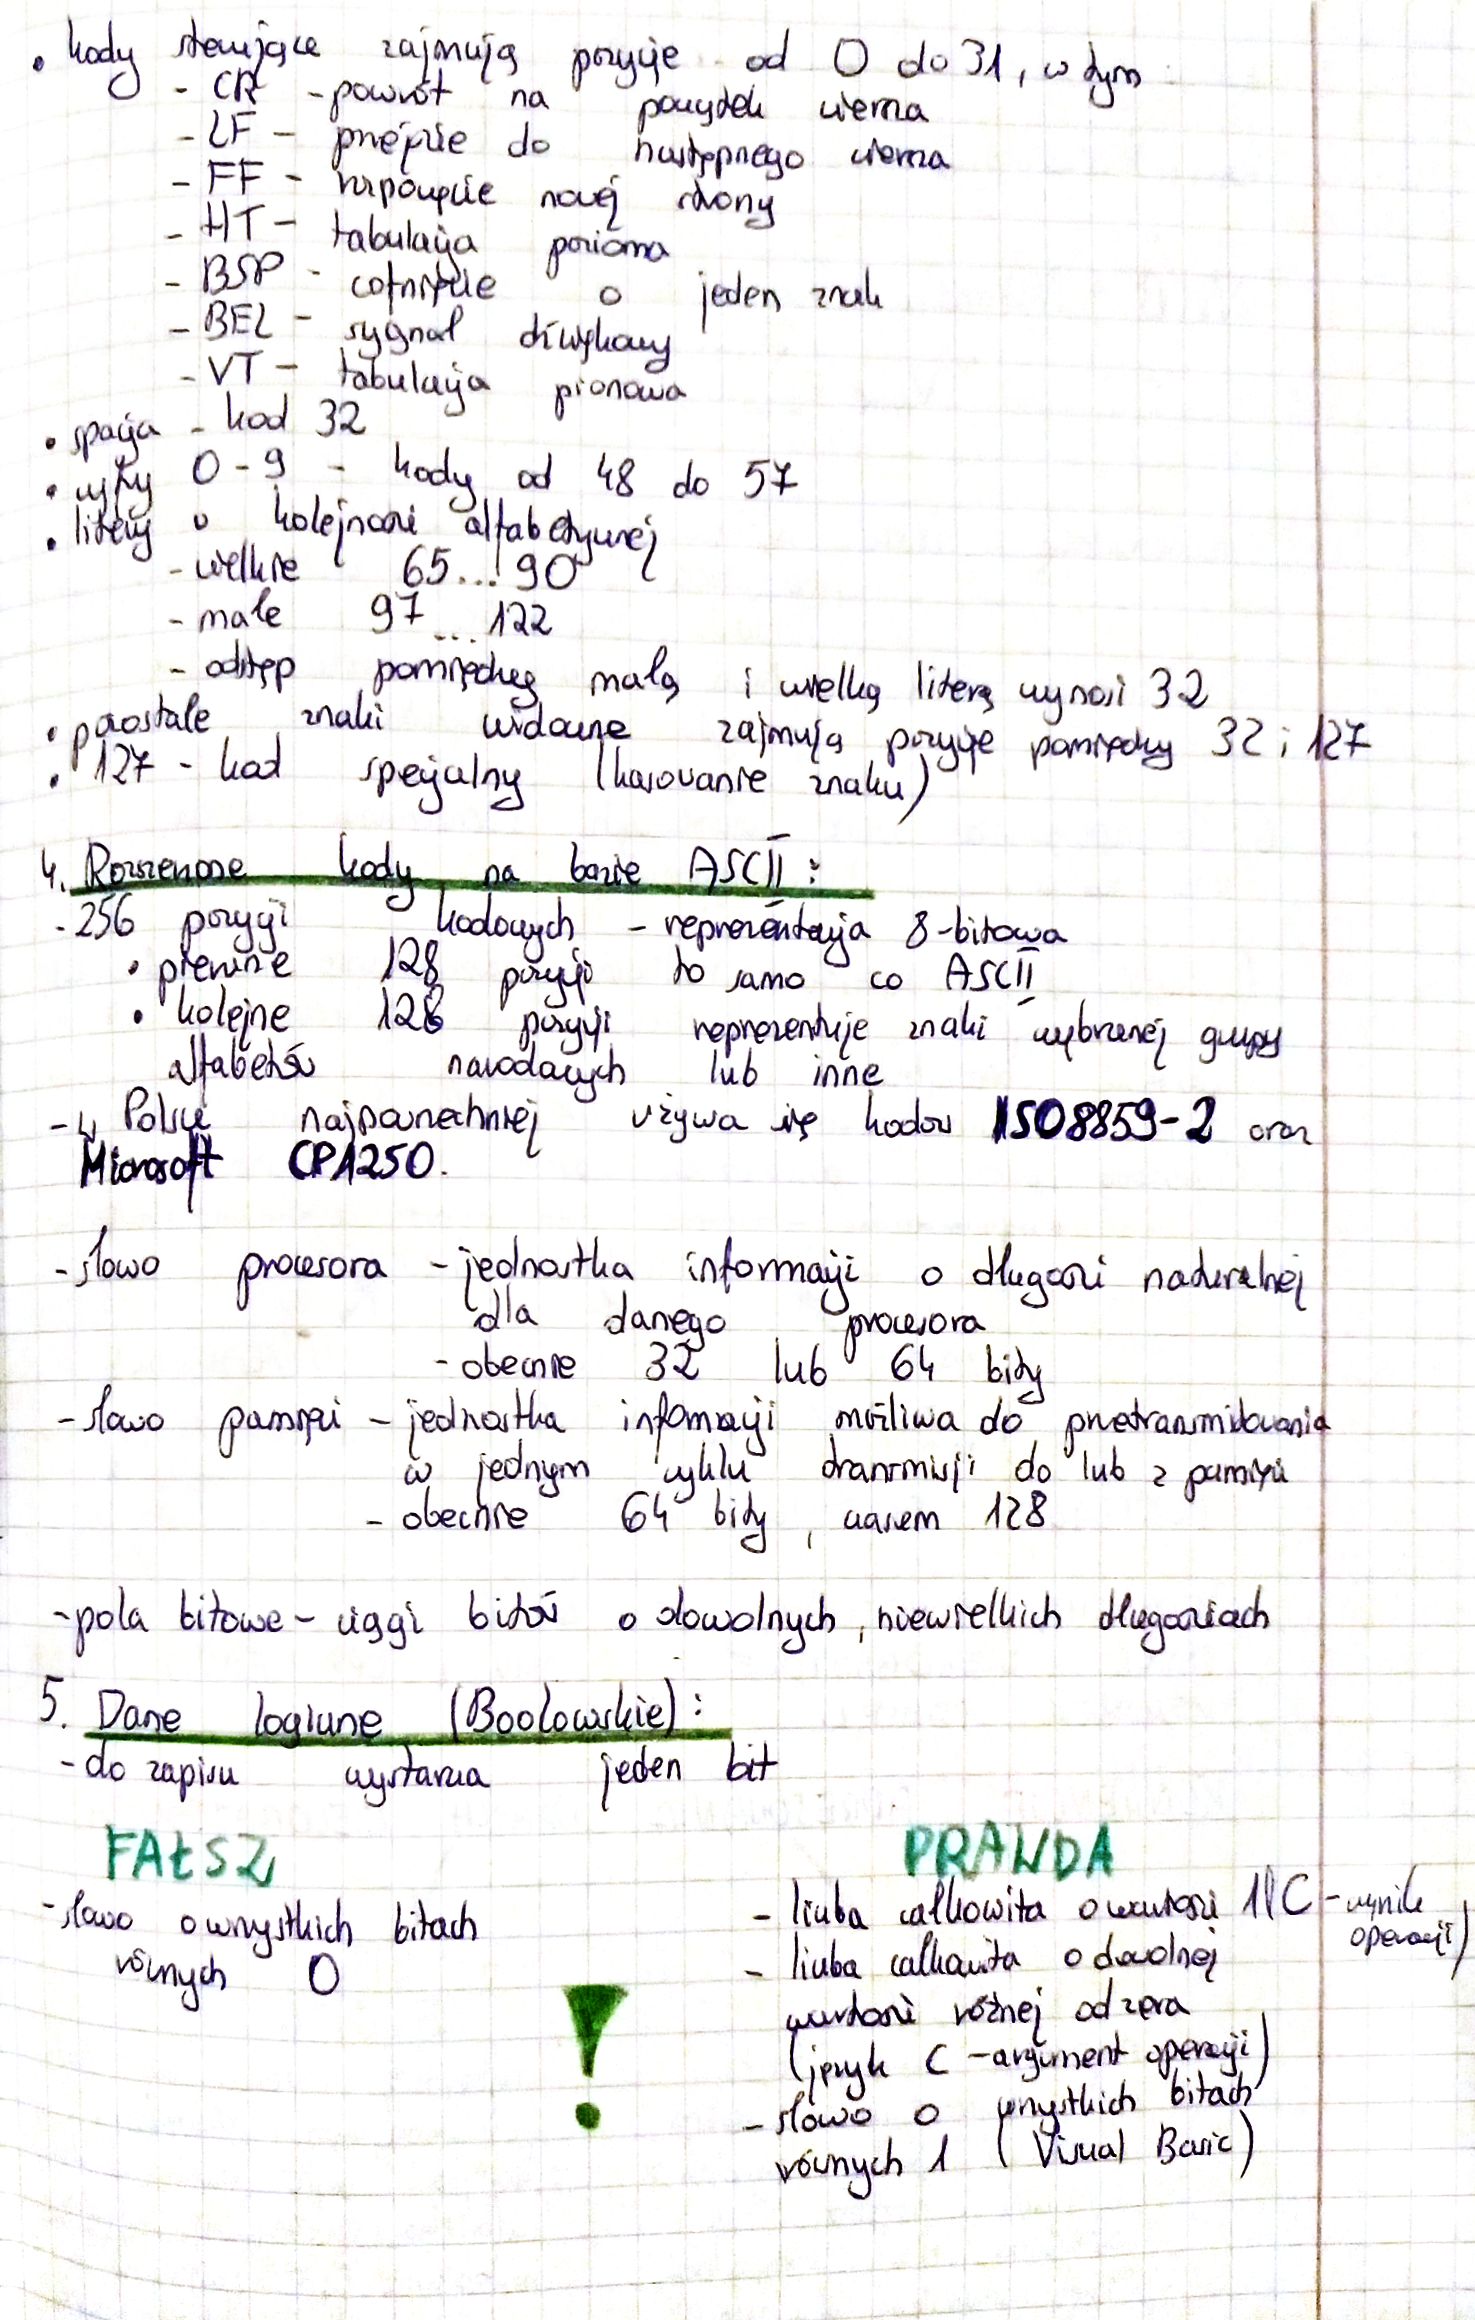 • kody sterujące zajmują pozycje od 0 do 31, w tym
- CR - powrót na początek wiersza
- LF - przejście do następnego wiersza
- FF - rozpoczęcie nowej strony
- HT - tabulacja pozioma
- BSP - cofnięcie o jeden znak
- BEL - sygnał dźwiękowy
- VT - tabulacja pionowa
• spacja - kod 32
• cyfry 0-9 - kody od 48 do 57
• litery w kolejności alfabetycznej
- wielkie 65...90
- małe 97...122
- odstęp pomiędzy małą i wielką literą wynosi 32
• pozostałe znaki widoczne zajmują pozycje pomiędzy 32 i 127
• 127 - kod specjalny (kasowanie znaku)
4. Rozszerzone kody na bazie ASCII:
- 256 pozycji kodowych - reprezentacja 8-bitowa
• pierwsze 128 pozycji to samo co ASCII
• kolejne 128 pozycji reprezentuje znaki wybranej grupy
alfabetów narodowych lub inne
- w Polsce najpowszechniej używa się kodów ISO8859-2 oraz
Microsoft CP1250.
- słowo procesora - jednostka informacji o długości naturalnej
dla danego procesora
- obecnie 32 lub 64 bity
- słowo pamięci - jednostka informacji możliwa do przetransmitowania
w jednym cyklu transmisji do lub z pamięci
- obecnie 64 bity, czasem 128
- pola bitowe - ciągi bitów o dowolnych, niewielkich długościach
5. Dane logiczne (Boolowskie):
- do zapisu wystarcza jeden bit
FAŁSZ
- słowo o wszystkich bitach
równych 0
!
PRAWDA
- liczba całkowita o wartości 1 (C - wynik
operacji)
- liczba całkowita o dowolnej
wartości różnej od zera
(język C - argument operacji)
- słowo o wszystkich bitach
równych 1 (Visual Basic)